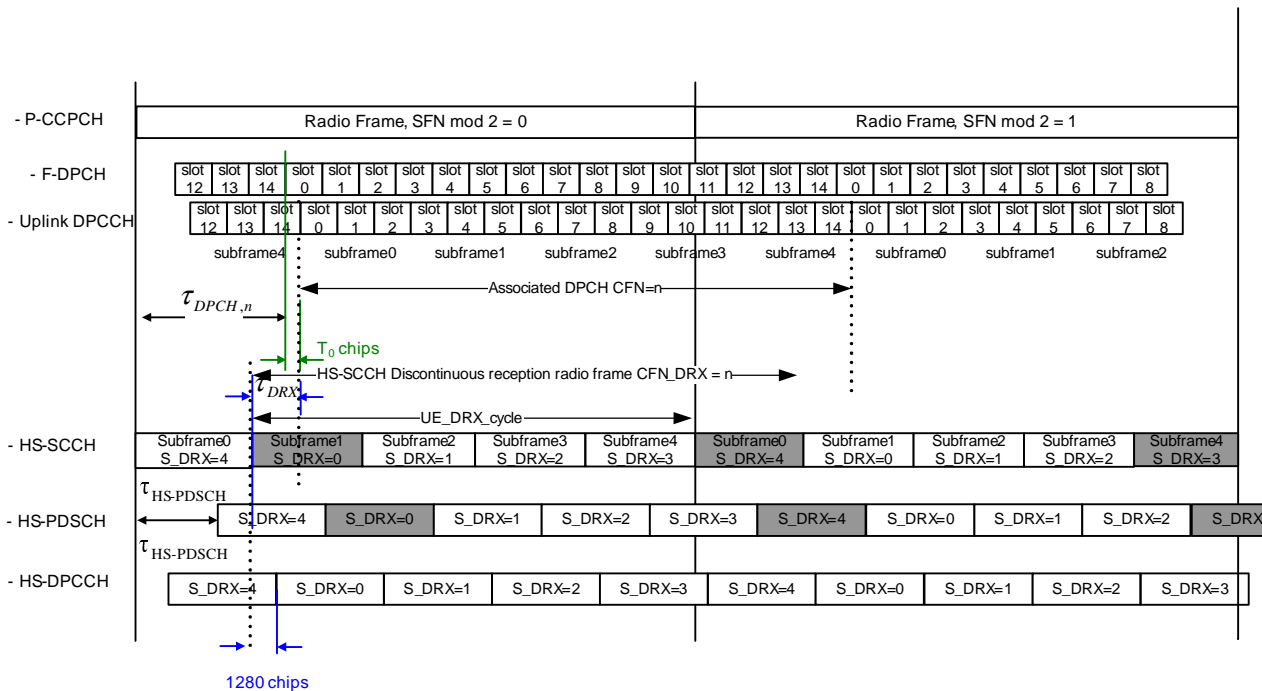 - P-CCPCH
Radio Frame, SFN mod 2 = 0
Radio Frame, SFN mod 2 = 1
- F-DPCH
slot slot slot slot slot slot slot slot slot slot slot slot slot slot slot slot slot slot slot slot slot slot slot slot slot slot slot
12 13 14 0 1 2 3 4 5 6 7 8 9 10 11 12 13 14 0 1 2 3 4 5 6 7 8
- Uplink DPCCH
slot slot slot slot slot slot slot slot slot slot slot slot slot slot slot slot slot slot slot slot slot slot slot slot slot slot slot
12 13 14 0 1 2 3 4 5 6 7 8 9 10 11 12 13 14 0 1 2 3 4 5 6 7 8
subframe4 subframe0 subframe1 subframe2 subframe3 subframe4 subframe0 subframe1 subframe2
Associated DPCH CFN=n
τDPCH,n
T0 chips
HS-SCCH Discontinuous reception radio frame CFN_DRX = n
τDRX
UE_DRX_cycle
- HS-SCCH
Subframe0 Subframe1 Subframe2 Subframe3 Subframe4 Subframe0 Subframe1 Subframe2 Subframe3 Subframe4
S_DRX=4 S_DRX=0 S_DRX=1 S_DRX=2 S_DRX=3 S_DRX=4 S_DRX=0 S_DRX=1 S_DRX=2 S_DRX=3
τHS-PDSCH
- HS-PDSCH
S_DRX=4 S_DRX=0 S_DRX=1 S_DRX=2 S_DRX=3 S_DRX=4 S_DRX=0 S_DRX=1 S_DRX=2 S_DRX
τHS-PDSCH
- HS-DPCCH
S_DRX=4 S_DRX=0 S_DRX=1 S_DRX=2 S_DRX=3 S_DRX=4 S_DRX=0 S_DRX=1 S_DRX=2 S_DRX=3
1280 chips